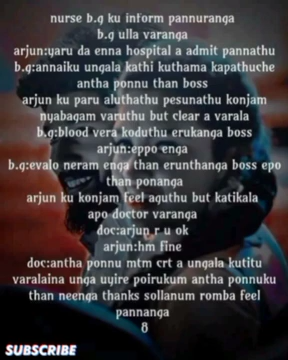 nurse b.g ku inform pannuranga
b.g ulla varanga
arjun:yaru da enna hospital a admit pannathu
b.g:annaiku ungala kathi kuthama kapathuche
antha ponnu than boss
arjun ku paru aluthathu pesunathu konjam
nyabagam varuthu but clear a varala
b.g:blood vera koduthu erukanga boss
arjun:eppo enga
b.g:evalo neram enga than erunthanga boss epo
than ponanga
arjun ku konjam feel aguthu but katikala
apo doctor varanga
doc:arjun r u ok
arjun:hm fine
doc:antha ponnu mtm crt a ungala kutitu
varalaina unga uyire poirukum antha ponnuku
than neenga thanks sollanum romba feel
pannanga
8
SUBSCRIBE